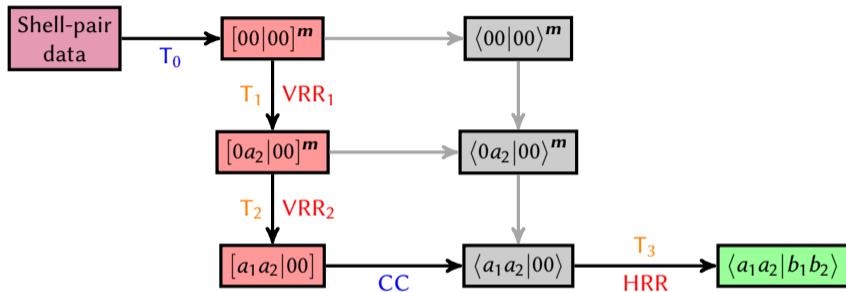 Shell-pair
data
T₀
[00|00]ᵐ
⟨00|00⟩ᵐ
T₁ VRR₁
[0a₂|00]ᵐ
⟨0a₂|00⟩ᵐ
T₂ VRR₂
[a₁a₂|00]
CC
⟨a₁a₂|00⟩
T₃
HRR
⟨a₁a₂|b₁b₂⟩